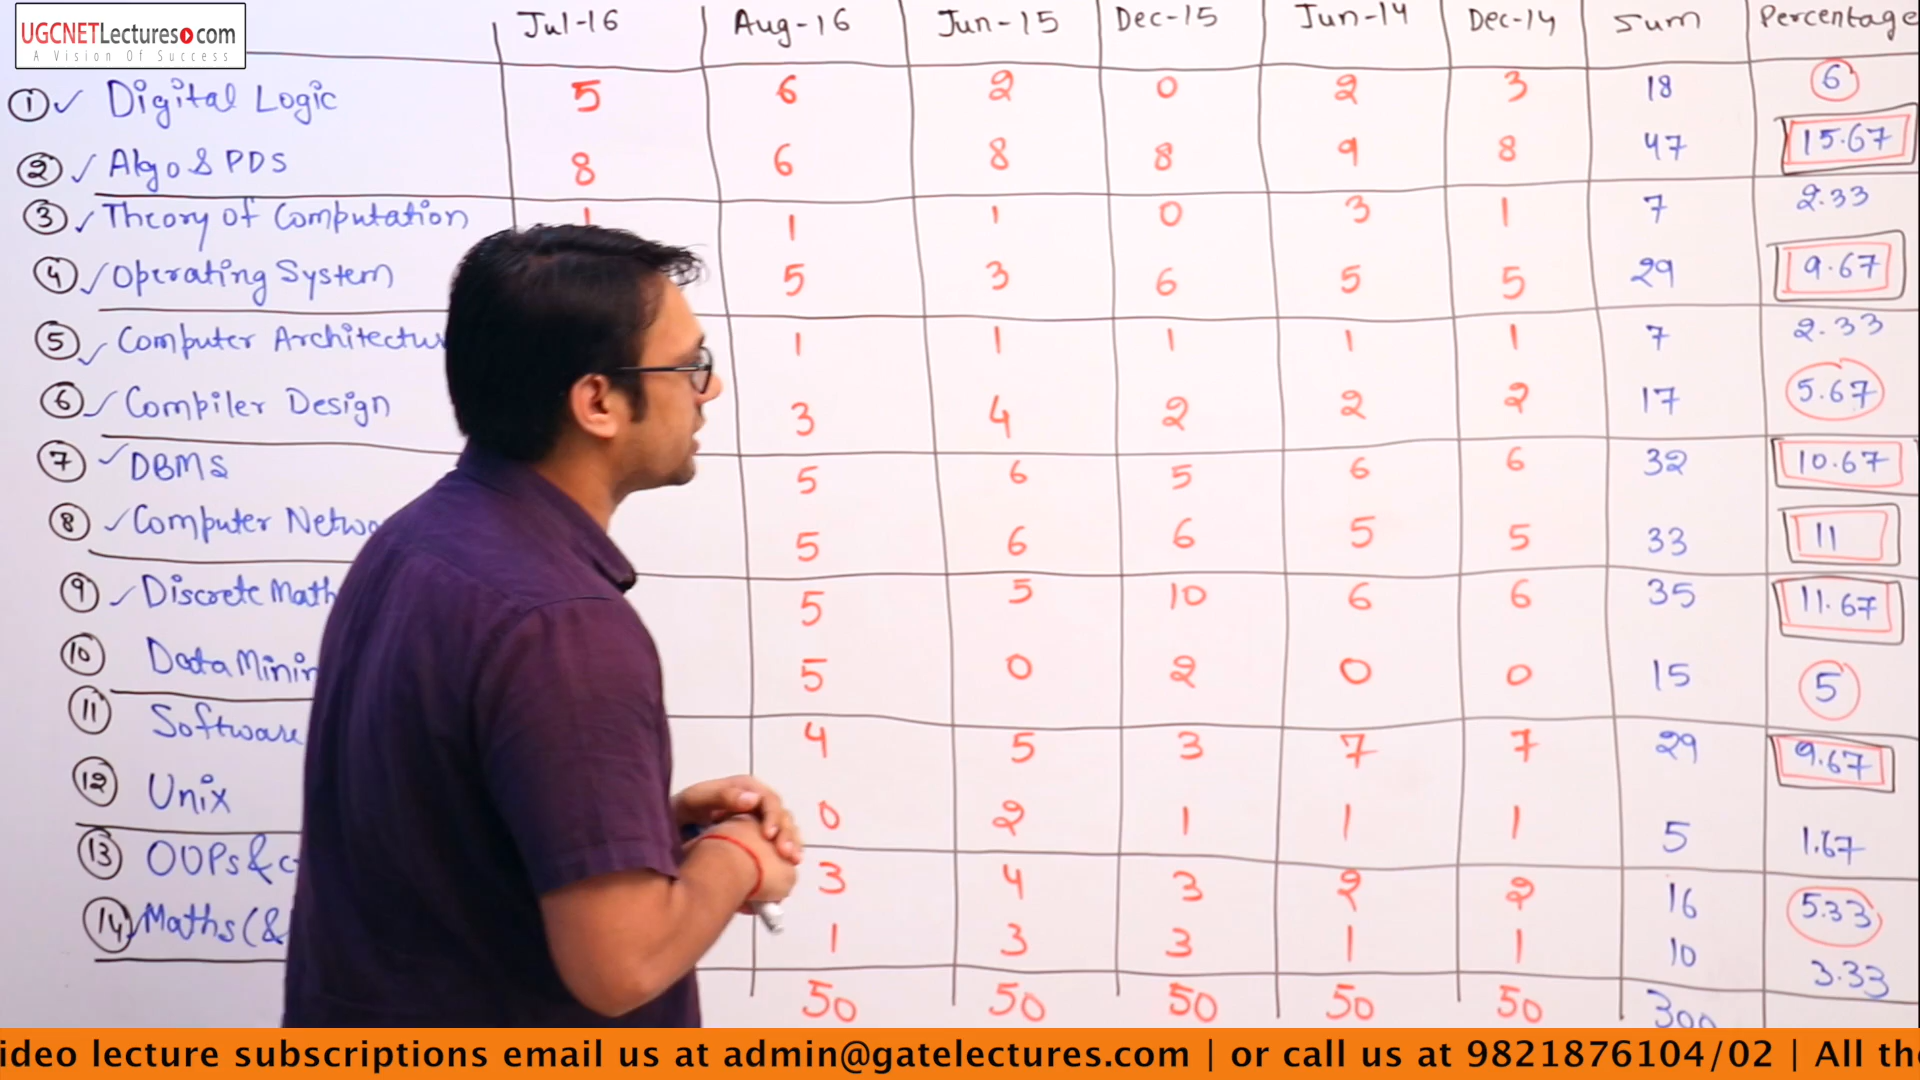 UGCNETLectures.com
A Vision Of Success
Jul-16 Aug-16 Jun-15 Dec-15 Jun-14 Dec-14 Sum Percentage
1 ✓ Digital Logic 5 6 2 0 2 3 18 6
2 ✓ Algo & PDS 8 6 8 8 9 8 47 15.67
3 ✓ Theory of Computation 1 1 1 0 3 1 7 2.33
4 ✓ Operating System 5 3 6 5 5 29 9.67
5 ✓ Computer Architectu 1 1 1 1 1 7 2.33
6 ✓ Compiler Design 3 4 2 2 2 17 5.67
7 ✓ DBMS 5 6 5 6 6 32 10.67
8 ✓ Computer Netwo 5 6 6 5 5 33 11
9 ✓ Discrete Math 5 5 10 6 6 35 11.67
10 Data Minin 5 0 2 0 0 15 5
11 Software 4 5 3 7 7 29 9.67
12 Unix 0 2 1 1 1 5 1.67
13 OOPs & c 3 4 3 2 2 16 5.33
14 Maths (& 1 3 3 1 1 10 3.33
50 50 50 50 50 300
ideo lecture subscriptions email us at admin@gatelectures.com | or call us at 9821876104/02 | All th